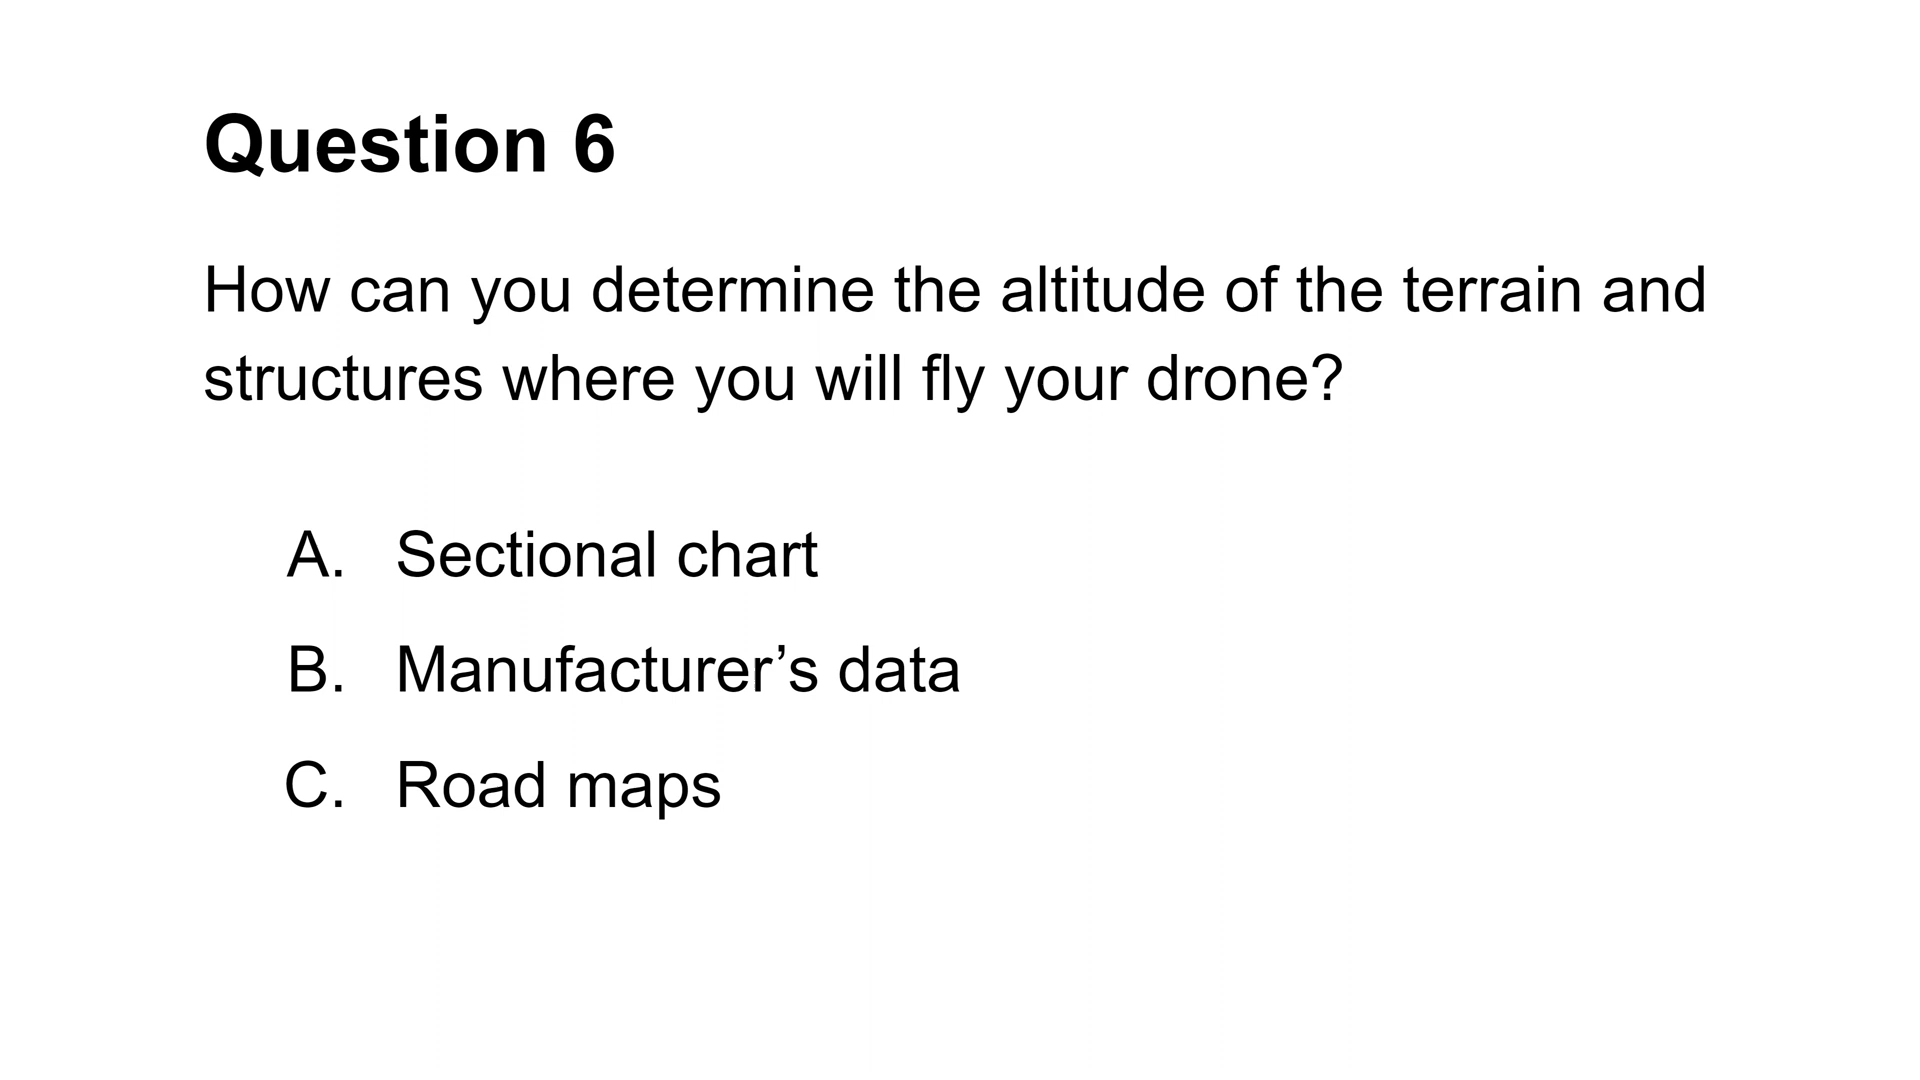 Question 6
How can you determine the altitude of the terrain and
structures where you will fly your drone?
A. Sectional chart
B. Manufacturer’s data
C. Road maps